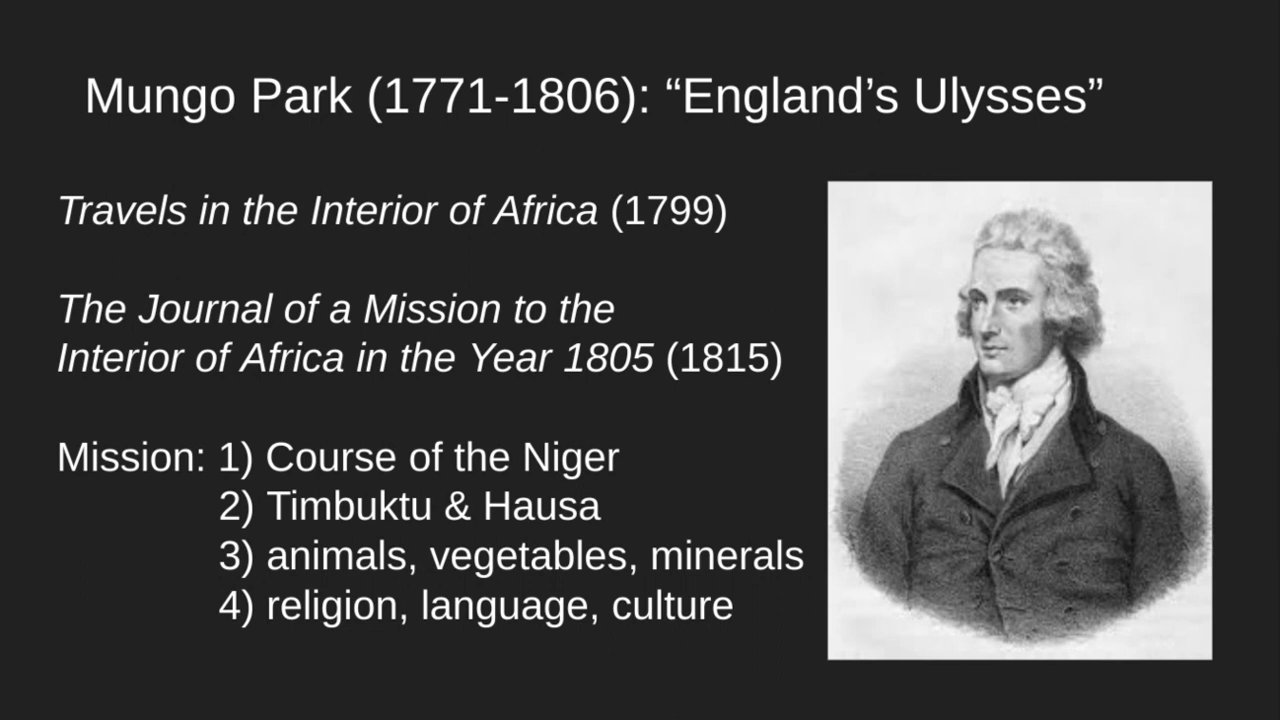 Mungo Park (1771-1806): “England’s Ulysses”
Travels in the Interior of Africa (1799)
The Journal of a Mission to the
Interior of Africa in the Year 1805 (1815)
Mission: 1) Course of the Niger
2) Timbuktu & Hausa
3) animals, vegetables, minerals
4) religion, language, culture